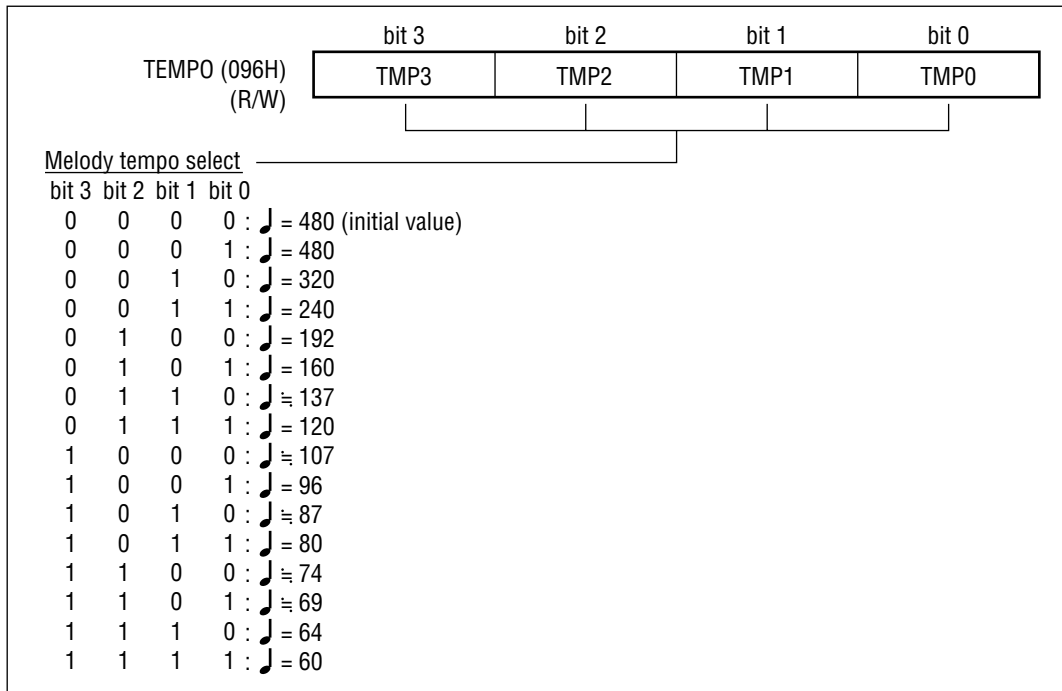 bit 3 bit 2 bit 1 bit 0
TEMPO (096H) TMP3 TMP2 TMP1 TMP0
(R/W)
Melody tempo select
bit 3 bit 2 bit 1 bit 0
0 0 0 0 : ♩ = 480 (initial value)
0 0 0 1 : ♩ = 480
0 0 1 0 : ♩ = 320
0 0 1 1 : ♩ = 240
0 1 0 0 : ♩ = 192
0 1 0 1 : ♩ = 160
0 1 1 0 : ♩ ≒ 137
0 1 1 1 : ♩ = 120
1 0 0 0 : ♩ ≒ 107
1 0 0 1 : ♩ = 96
1 0 1 0 : ♩ ≒ 87
1 0 1 1 : ♩ = 80
1 1 0 0 : ♩ ≒ 74
1 1 0 1 : ♩ ≒ 69
1 1 1 0 : ♩ = 64
1 1 1 1 : ♩ = 60